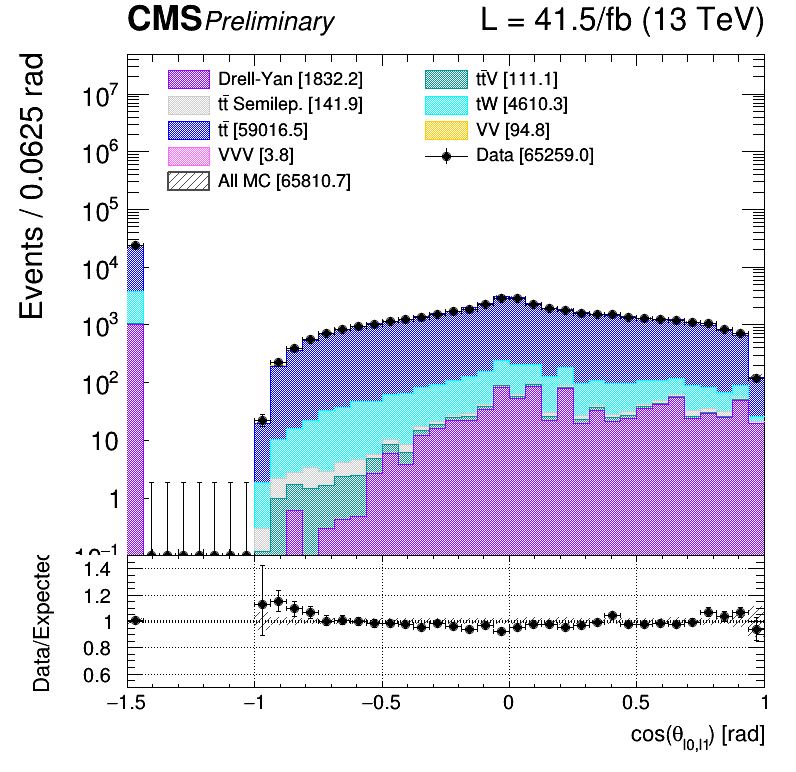 CMS Preliminary L = 41.5/fb (13 TeV)
Events / 0.0625 rad
Drell-Yan [1832.2]
tt̄ Semilep. [141.9]
tt̄ [59016.5]
VVV [3.8]
All MC [65810.7]
tt̄V [111.1]
tW [4610.3]
VV [94.8]
Data [65259.0]
10⁷
10⁶
10⁵
10⁴
10³
10²
10
1
10⁻¹
Data/Expected
1.4
1.2
1
0.8
0.6
−1.5 −1 −0.5 0 0.5 1
cos(θ_l0,l1) [rad]